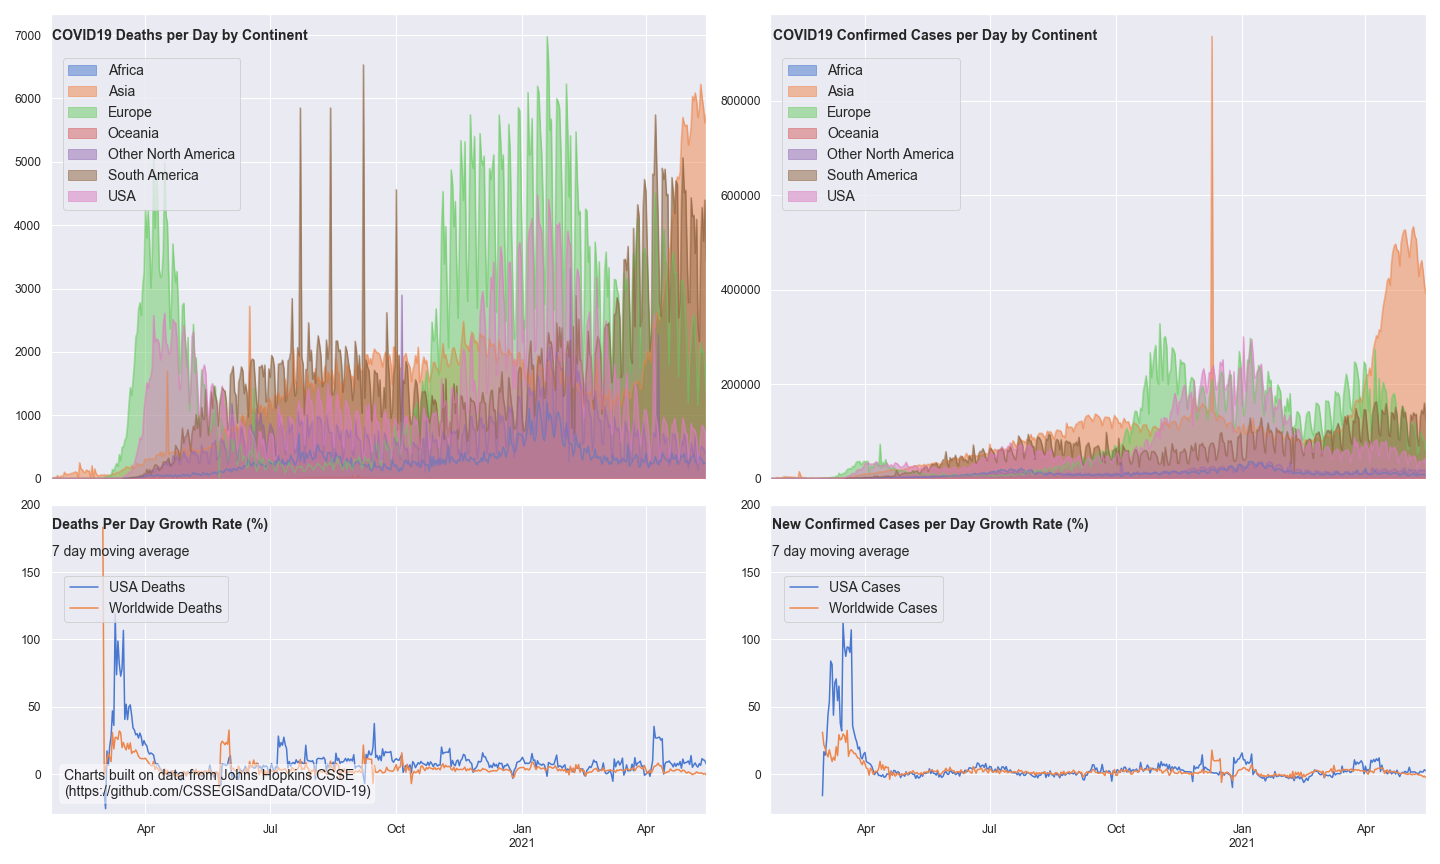 COVID19 Deaths per Day by Continent
7000
6000
5000
4000
3000
2000
1000
0
Africa
Asia
Europe
Oceania
Other North America
South America
USA
COVID19 Confirmed Cases per Day by Continent
800000
600000
400000
200000
0
Africa
Asia
Europe
Oceania
Other North America
South America
USA
Deaths Per Day Growth Rate (%)
7 day moving average
200
150
100
50
0
USA Deaths
Worldwide Deaths
Charts built on data from Johns Hopkins CSSE
(https://github.com/CSSEGISandData/COVID-19)
Apr
Jul
Oct
Jan
2021
Apr
New Confirmed Cases per Day Growth Rate (%)
7 day moving average
200
150
100
50
0
USA Cases
Worldwide Cases
Apr
Jul
Oct
Jan
2021
Apr